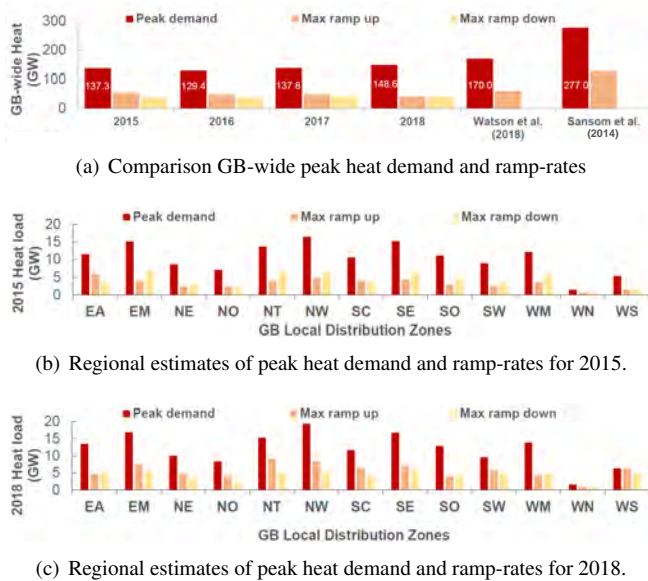 Peak demand Max ramp up Max ramp down
GB-wide Heat
(GW)
300
200
100
0
137.3 129.4 137.8 148.6 170.0 277.0
2015 2016 2017 2018 Watson et al. Sansom et al.
(2018) (2014)
(a) Comparison GB-wide peak heat demand and ramp-rates
Peak demand Max ramp up Max ramp down
2015 Heat load
(GW)
20
15
10
5
0
EA EM NE NO NT NW SC SE SO SW WM WN WS
GB Local Distribution Zones
(b) Regional estimates of peak heat demand and ramp-rates for 2015.
Peak demand Max ramp up Max ramp down
2018 Heat load
(GW)
20
15
10
5
0
EA EM NE NO NT NW SC SE SO SW WM WN WS
GB Local Distribution Zones
(c) Regional estimates of peak heat demand and ramp-rates for 2018.